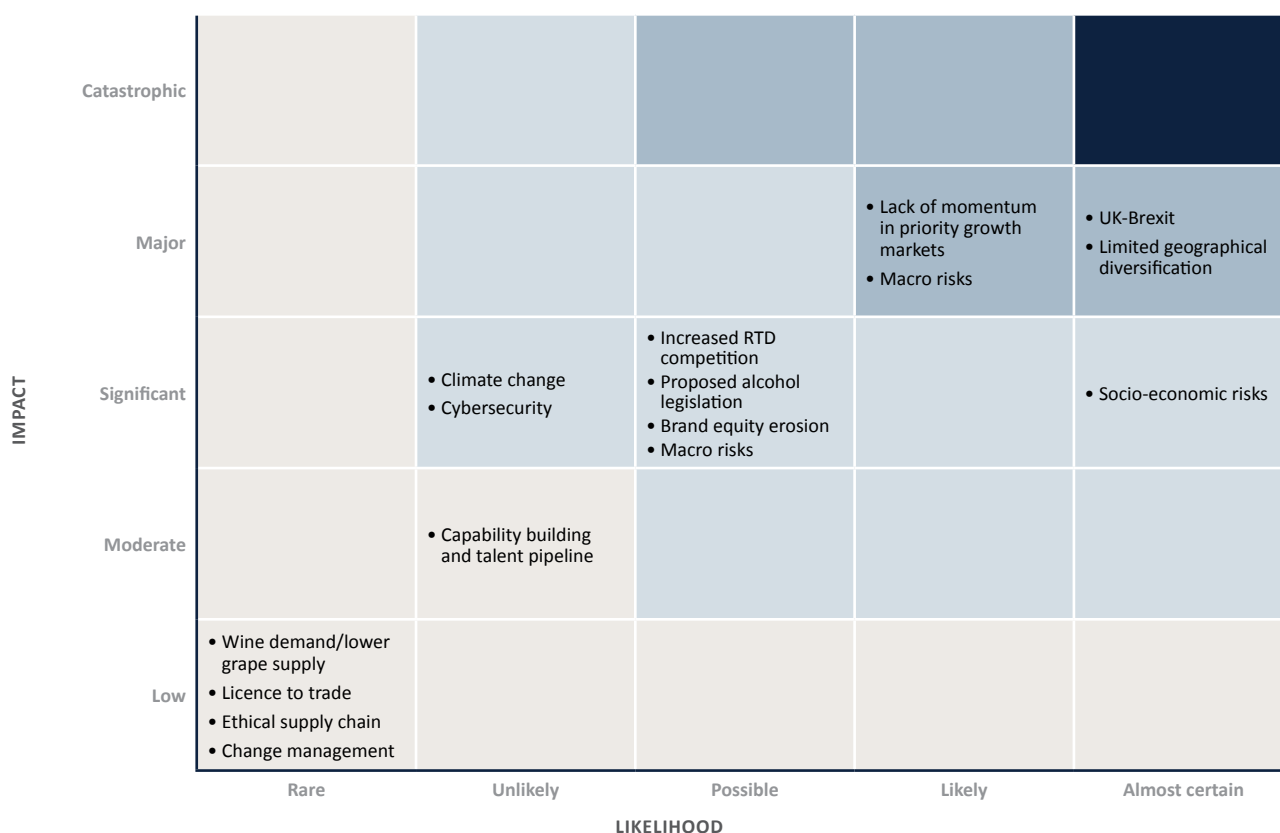 Catastrophic
Major
• Lack of momentum
in priority growth
markets
• Macro risks
• UK-Brexit
• Limited geographical
diversification
IMPACT
Significant
• Climate change
• Cybersecurity
• Increased RTD
competition
• Proposed alcohol
legislation
• Brand equity erosion
• Macro risks
• Socio-economic risks
Moderate
• Capability building
and talent pipeline
Low
• Wine demand/lower
grape supply
• Licence to trade
• Ethical supply chain
• Change management
Rare
Unlikely
Possible
Likely
Almost certain
LIKELIHOOD